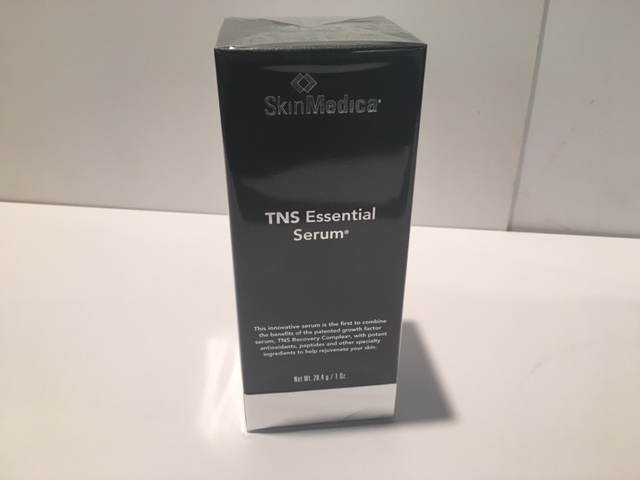 SkinMedica®
TNS Essential
Serum®
This innovative serum is the first to combine
the benefits of the patented growth factor
serum, TNS Recovery Complex®, with potent
antioxidants, peptides and other specialty
ingredients to help rejuvenate your skin.
Net Wt. 28.4 g / 1 Oz.